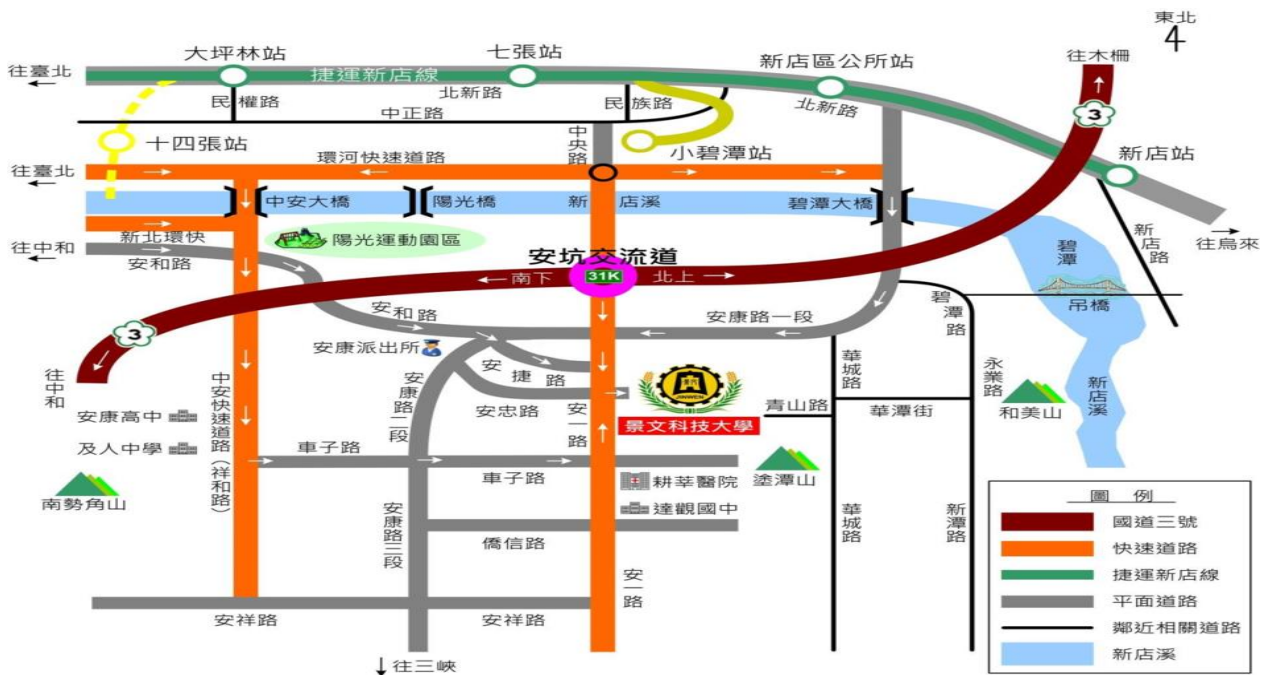 東北
大坪林站
七張站
新店區公所站
往木柵
往臺北
捷運新店線
北新路
北新路
3
民權路
中正路
民族路
中央路
十四張站
小碧潭站
新店站
往臺北
環河快速道路
中安大橋
陽光橋
新店溪
碧潭大橋
往烏來
新店路
碧潭
吊橋
新北環快
陽光運動園區
往中和
安和路
安坑交流道
31K
南下
北上
3
安和路
安康路一段
碧潭路
安康派出所
往中和
中安快速道路(祥和路)
安康路二段
安捷路
安忠路
安一路
JINWEN
景文科技大學
華城路
青山路
華潭街
永業路
和美山
新店溪
安康高中
及人中學
南勢角山
車子路
車子路
耕莘醫院
達觀國中
塗潭山
安康路三段
僑信路
華城路
新潭路
安一路
安祥路
安祥路
往三峽
圖例
國道三號
快速道路
捷運新店線
平面道路
鄰近相關道路
新店溪